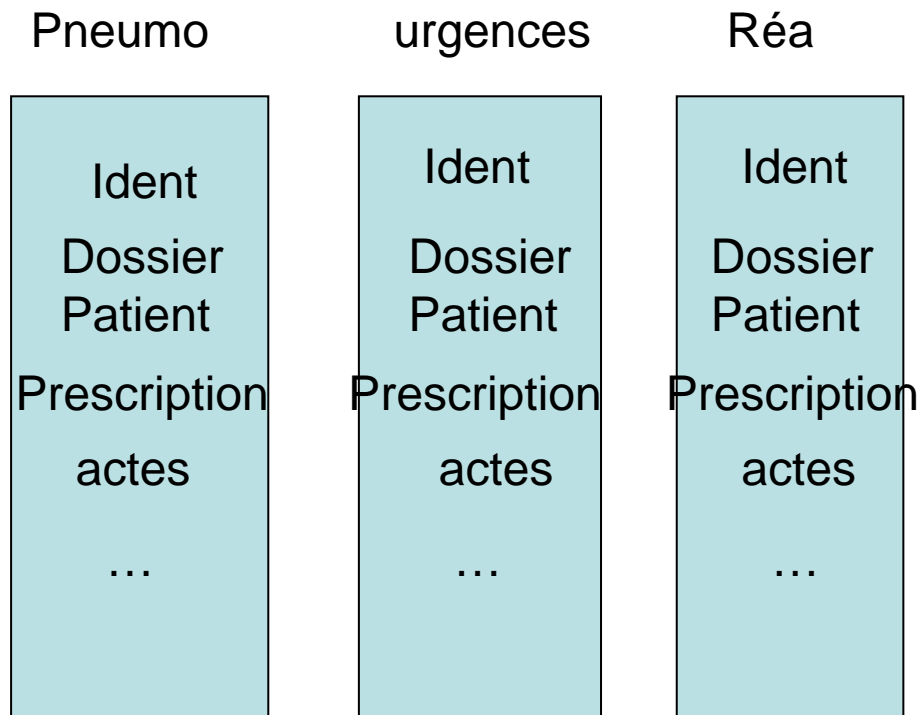 Pneumo
urgences
Réa
Ident
Dossier
Patient
Prescription
actes
…
Ident
Dossier
Patient
Prescription
actes
…
Ident
Dossier
Patient
Prescription
actes
…